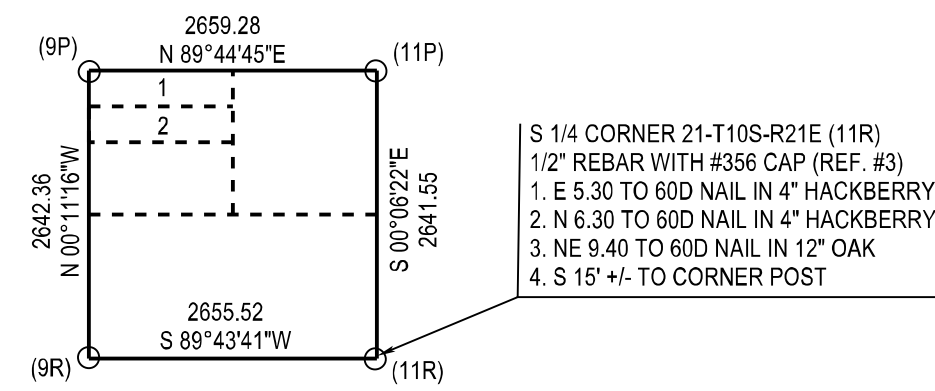 2659.28
N 89°44'45"E
(9P)
(11P)
1
2
2642.36
N 00°11'16"W
S 00°06'22"E
2641.55
2655.52
S 89°43'41"W
(9R)
(11R)
S 1/4 CORNER 21-T10S-R21E (11R)
1/2" REBAR WITH #356 CAP (REF. #3)
1. E 5.30 TO 60D NAIL IN 4" HACKBERRY
2. N 6.30 TO 60D NAIL IN 4" HACKBERRY
3. NE 9.40 TO 60D NAIL IN 12" OAK
4. S 15' +/- TO CORNER POST